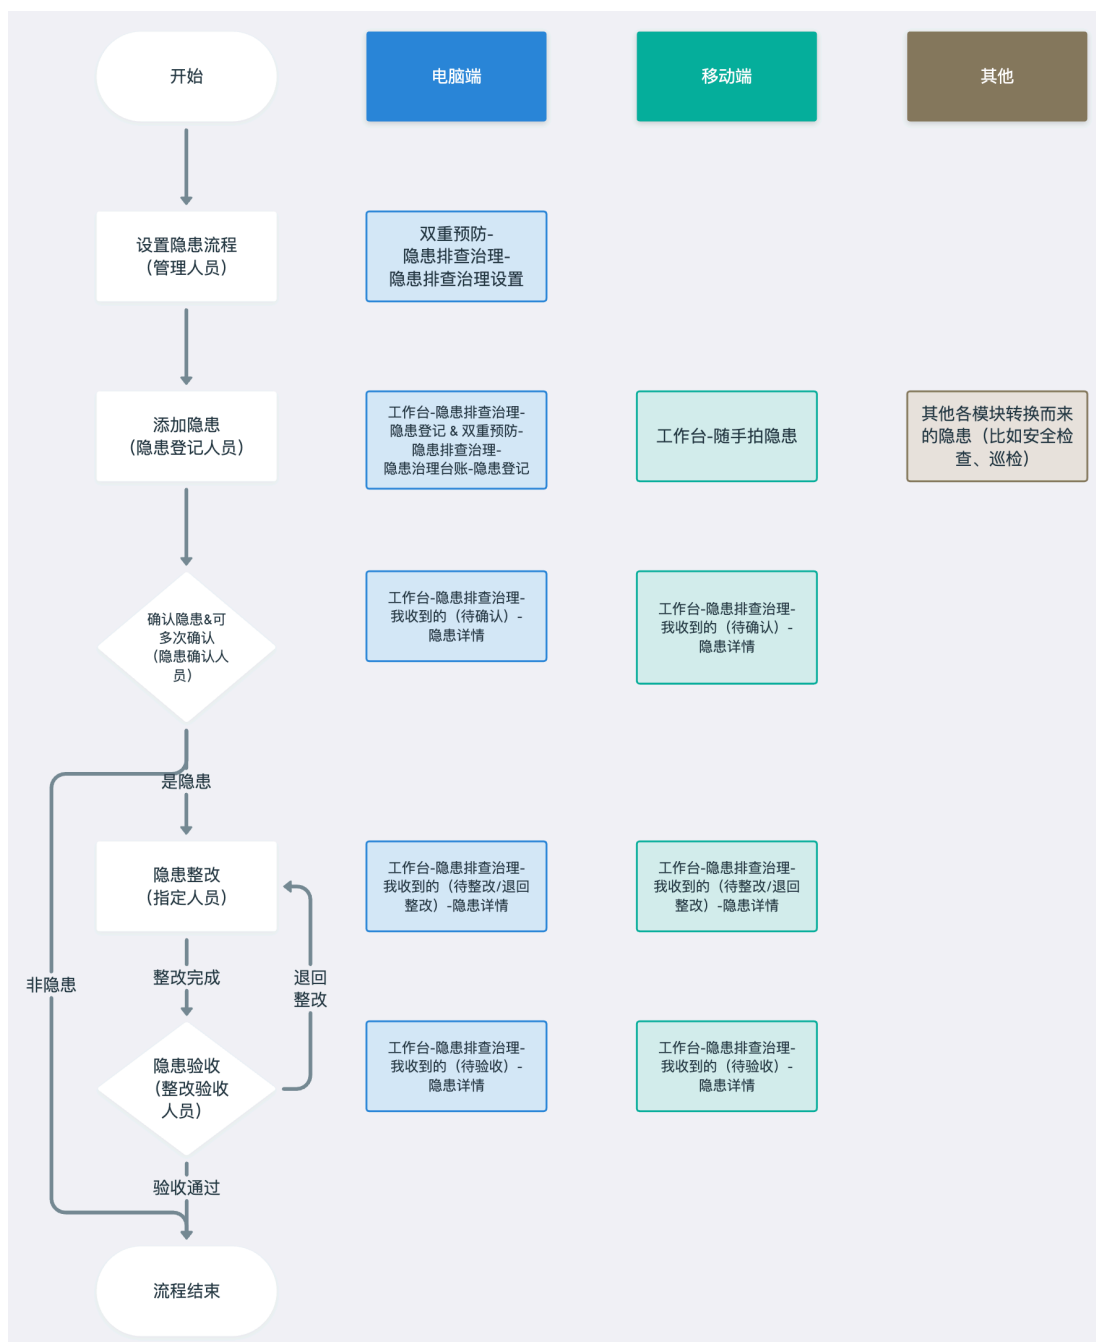 开始
电脑端
移动端
其他
设置隐患流程
（管理人员）
双重预防-
隐患排查治理-
隐患排查治理设置
添加隐患
（隐患登记人员）
工作台-隐患排查治理-
隐患登记 & 双重预防-
隐患排查治理-
隐患治理台账-隐患登记
工作台-随手拍隐患
其他各模块转换而来
的隐患（比如安全检
查、巡检）
确认隐患&可
多次确认
（隐患确认人
员）
工作台-隐患排查治理-
我收到的（待确认）-
隐患详情
工作台-隐患排查治理-
我收到的（待确认）-
隐患详情
是隐患
隐患整改
（指定人员）
工作台-隐患排查治理-
我收到的（待整改/退回
整改）-隐患详情
工作台-隐患排查治理-
我收到的（待整改/退回
整改）-隐患详情
非隐患
整改完成
退回
整改
隐患验收
（整改验收
人员）
工作台-隐患排查治理-
我收到的（待验收）-
隐患详情
工作台-隐患排查治理-
我收到的（待验收）-
隐患详情
验收通过
流程结束